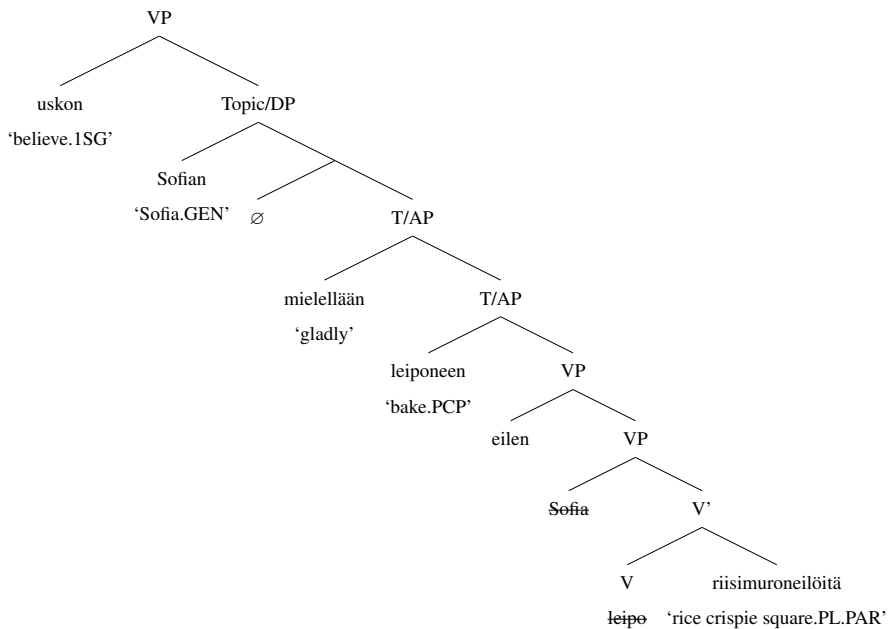 VP
uskon Topic/DP
‘believe.1SG’
Sofian
‘Sofia.GEN’ ∅ T/AP
mielellään T/AP
‘gladly’
leiponeen VP
‘bake.PCP’
eilen VP
Sofia V’
V riisimuroneilöitä
leipo ‘rice crispie square.PL.PAR’